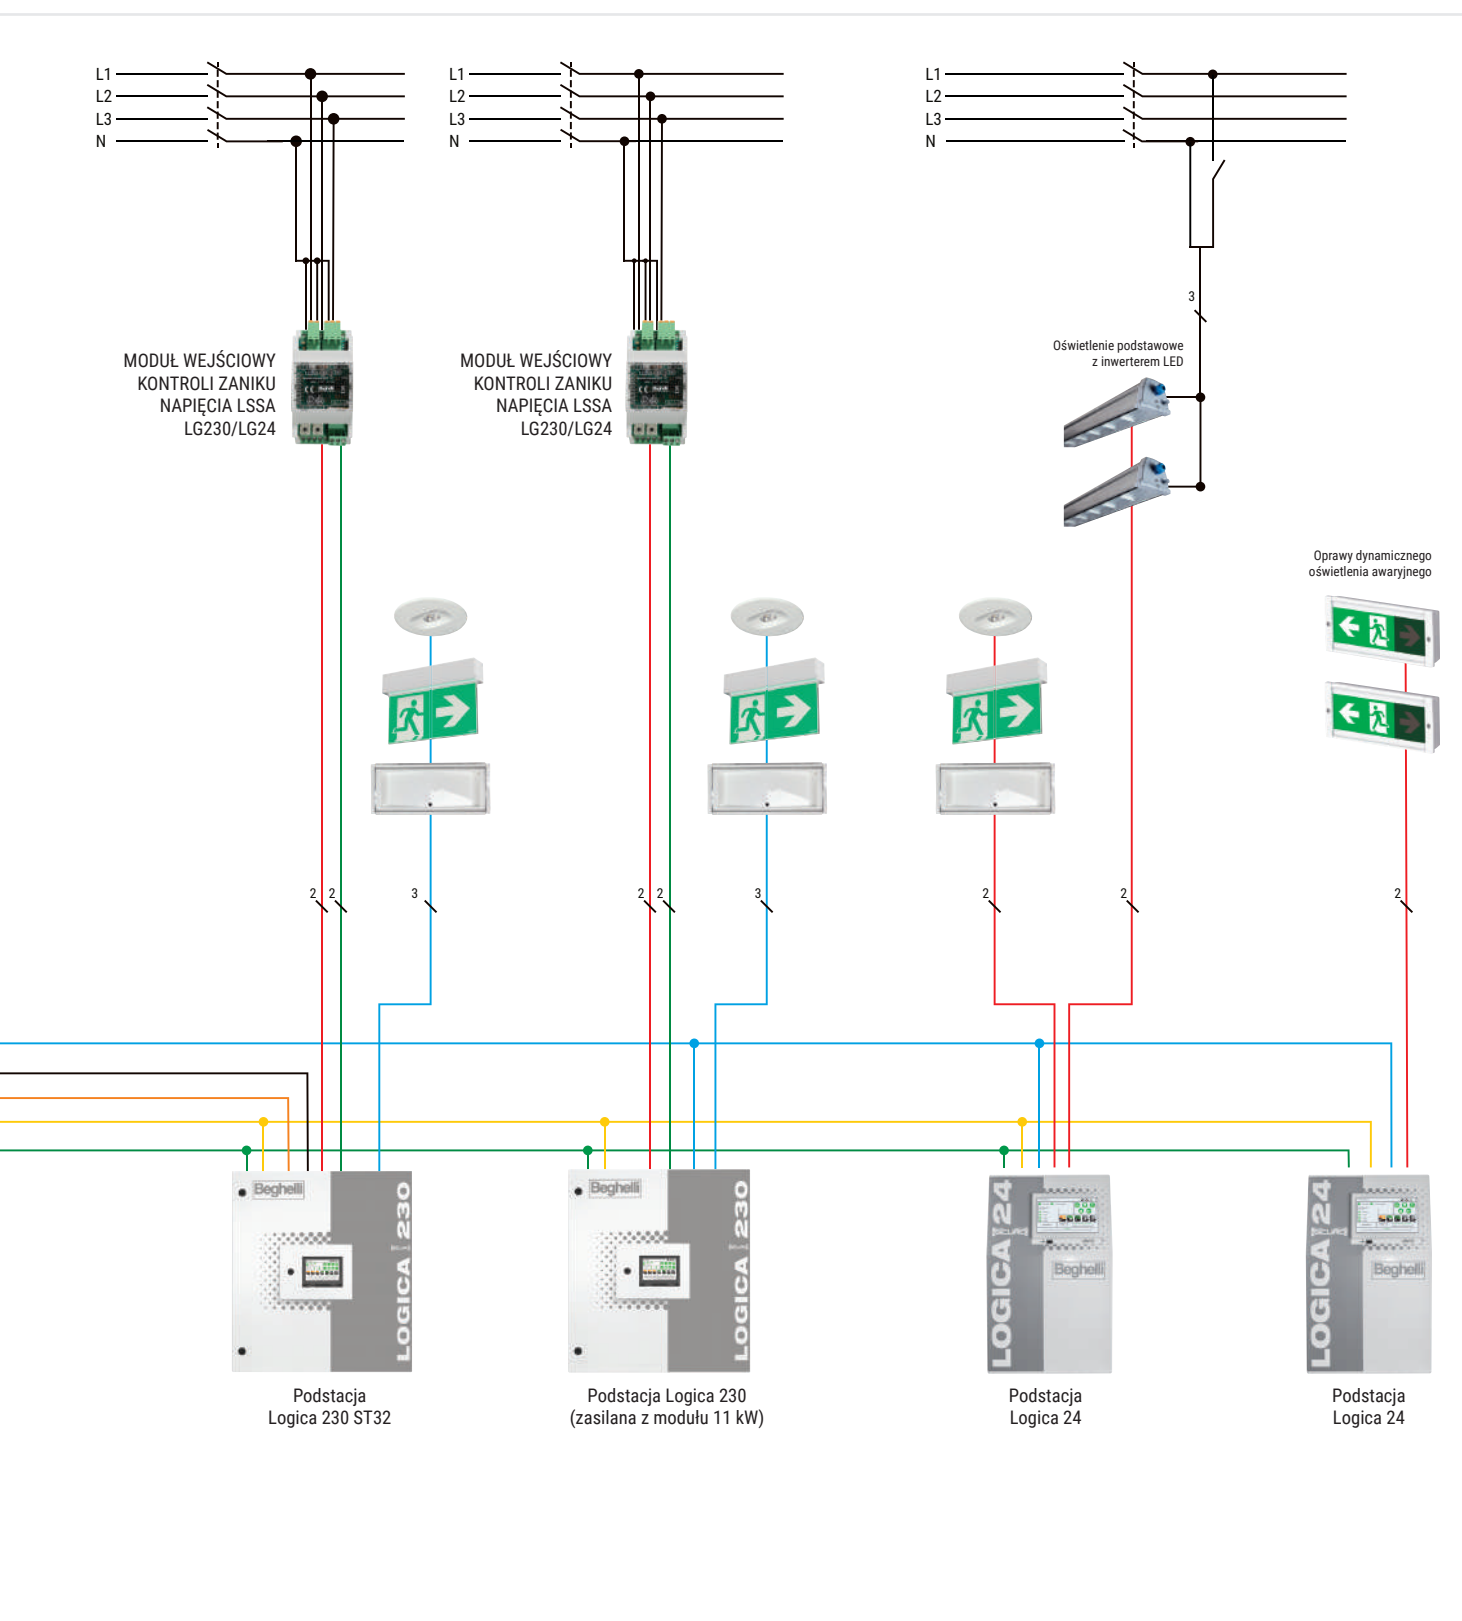 L1
L2
L3
N
L1
L2
L3
N
L1
L2
L3
N
3
MODUŁ WEJŚCIOWY
KONTROLI ZANIKU
NAPIĘCIA LSSA
LG230/LG24
MODUŁ WEJŚCIOWY
KONTROLI ZANIKU
NAPIĘCIA LSSA
LG230/LG24
Oświetlenie podstawowe
z inwerterem LED
Oprawy dynamicznego
oświetlenia awaryjnego
2
2
3
2
2
3
2
2
2
Beghelli
LOGICA 230
Beghelli
LOGICA 230
LOGICA 24
Beghelli
LOGICA 24
Beghelli
Podstacja
Logica 230 ST32
Podstacja Logica 230
(zasilana z modułu 11 kW)
Podstacja
Logica 24
Podstacja
Logica 24